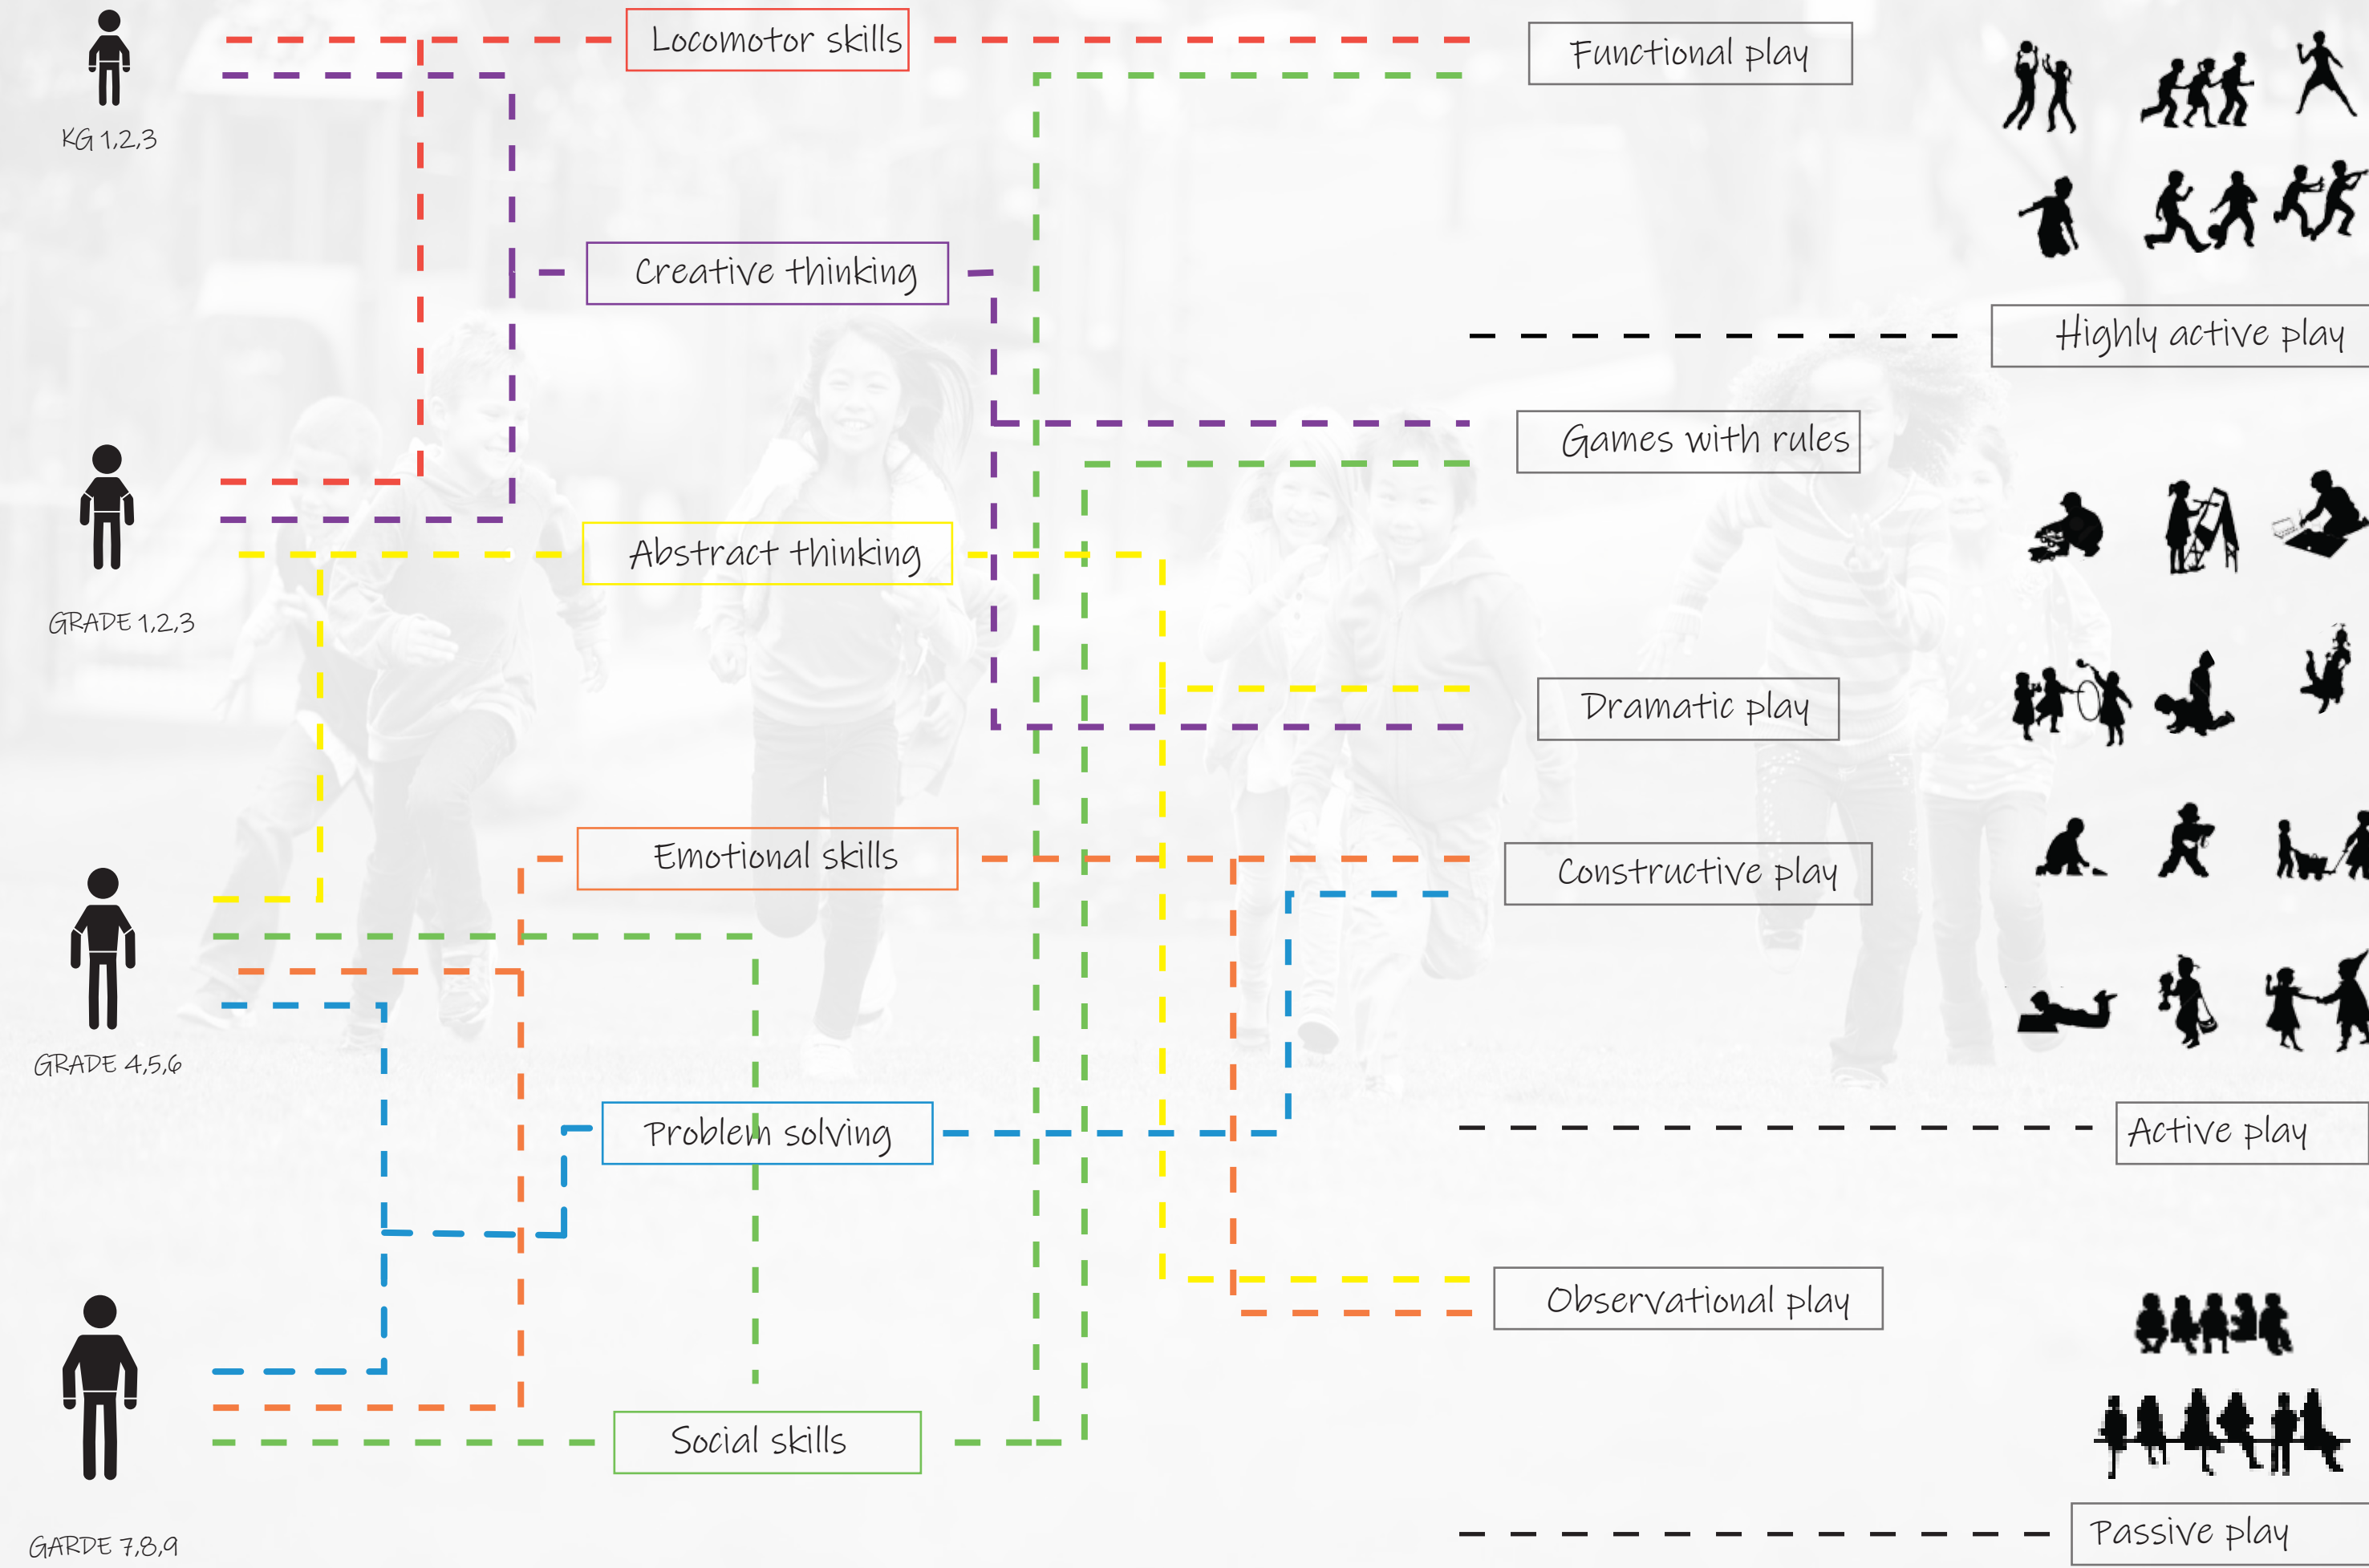 KG 1,2,3
GRADE 1,2,3
GRADE 4,5,6
GARDE 7,8,9
Locomotor skills
Creative thinking
Abstract thinking
Emotional skills
Problem solving
Social skills
Functional play
Games with rules
Dramatic play
Constructive play
Observational play
Highly active play
Active play
Passive play